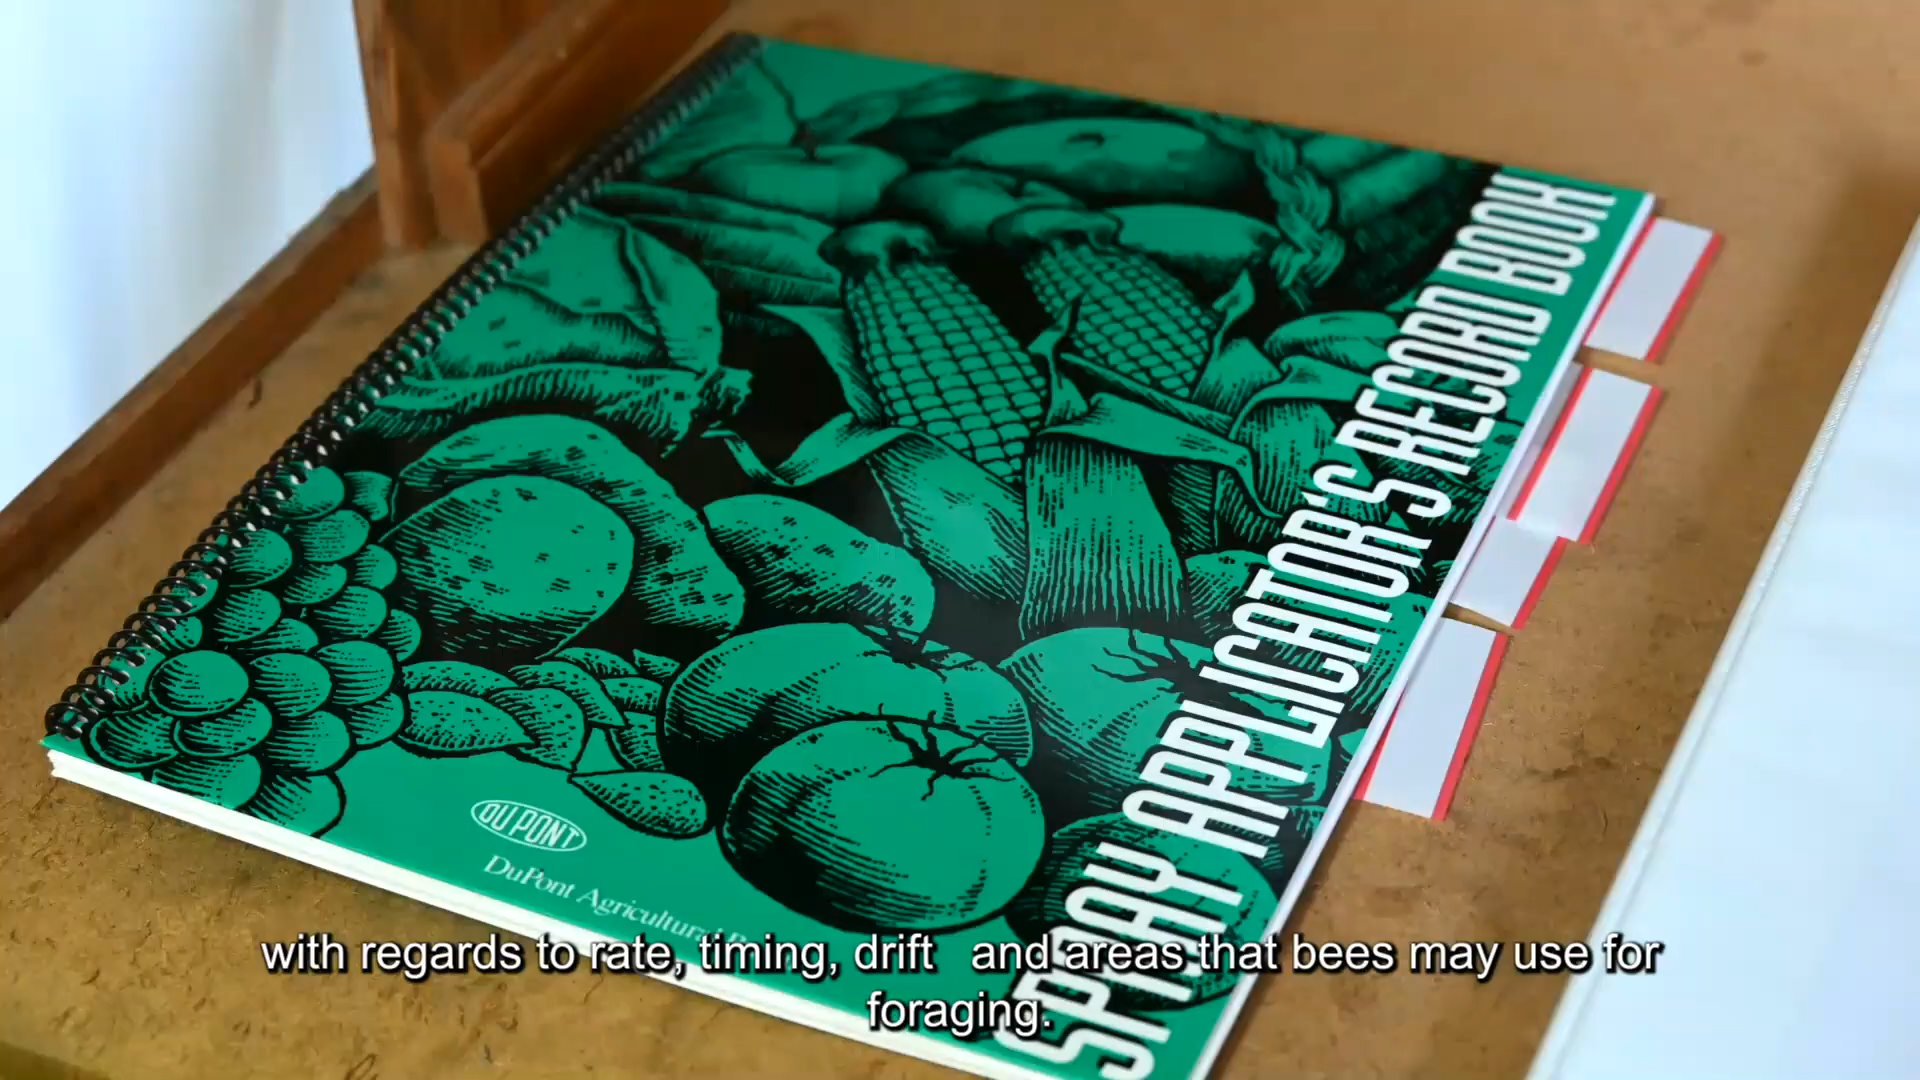 SPRAY APPLICATOR'S RECORD BOOK
DU PONT
DuPont Agricultural
with regards to rate, timing, drift and areas that bees may use for
foraging.